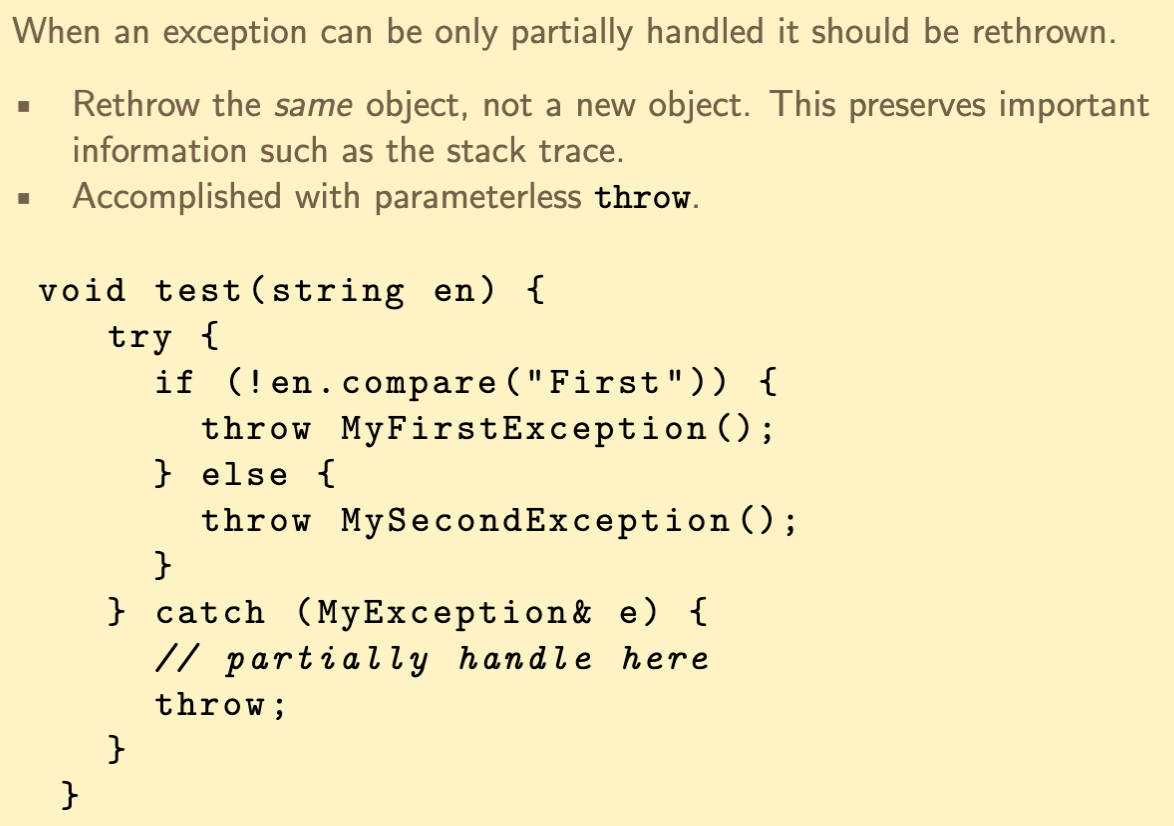 When an exception can be only partially handled it should be rethrown.
▪ Rethrow the same object, not a new object. This preserves important
information such as the stack trace.
▪ Accomplished with parameterless throw.
void test(string en) {
try {
if (!en.compare("First")) {
throw MyFirstException();
} else {
throw MySecondException();
}
} catch (MyException& e) {
// partially handle here
throw;
}
}